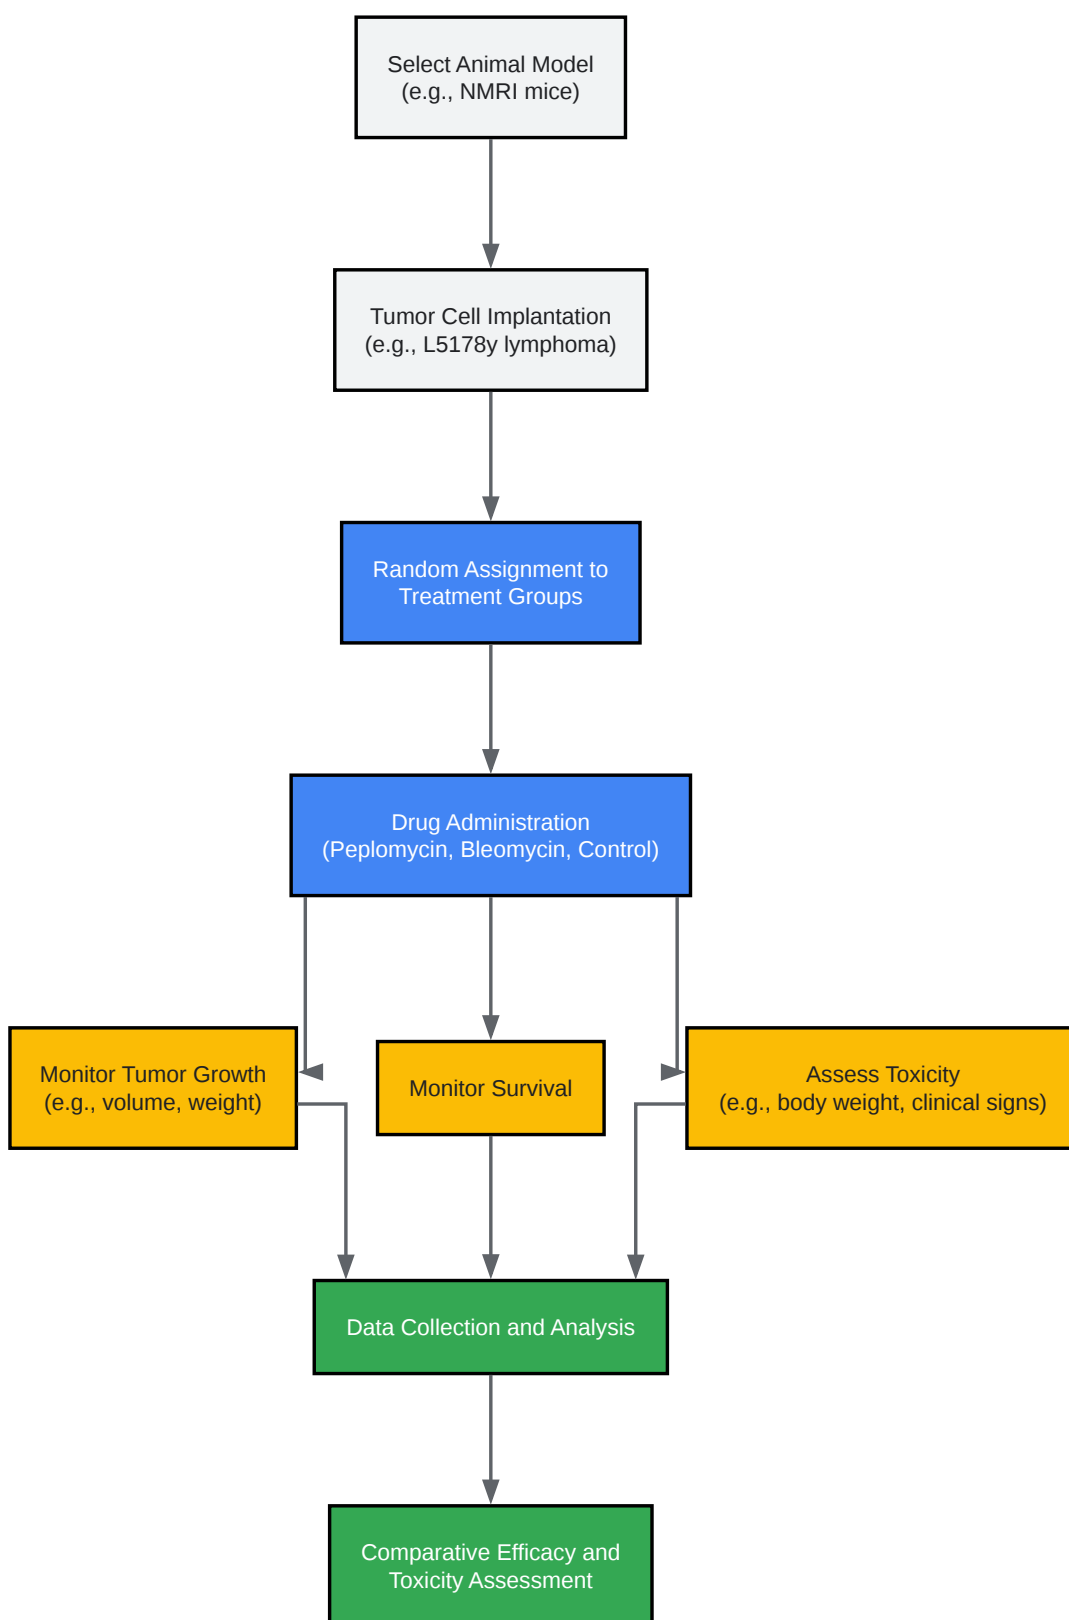 Select Animal Model
(e.g., NMRI mice)
Tumor Cell Implantation
(e.g., L5178y lymphoma)
Random Assignment to
Treatment Groups
Drug Administration
(Peplomycin, Bleomycin, Control)
Monitor Tumor Growth
(e.g., volume, weight)
Monitor Survival
Assess Toxicity
(e.g., body weight, clinical signs)
Data Collection and Analysis
Comparative Efficacy and
Toxicity Assessment